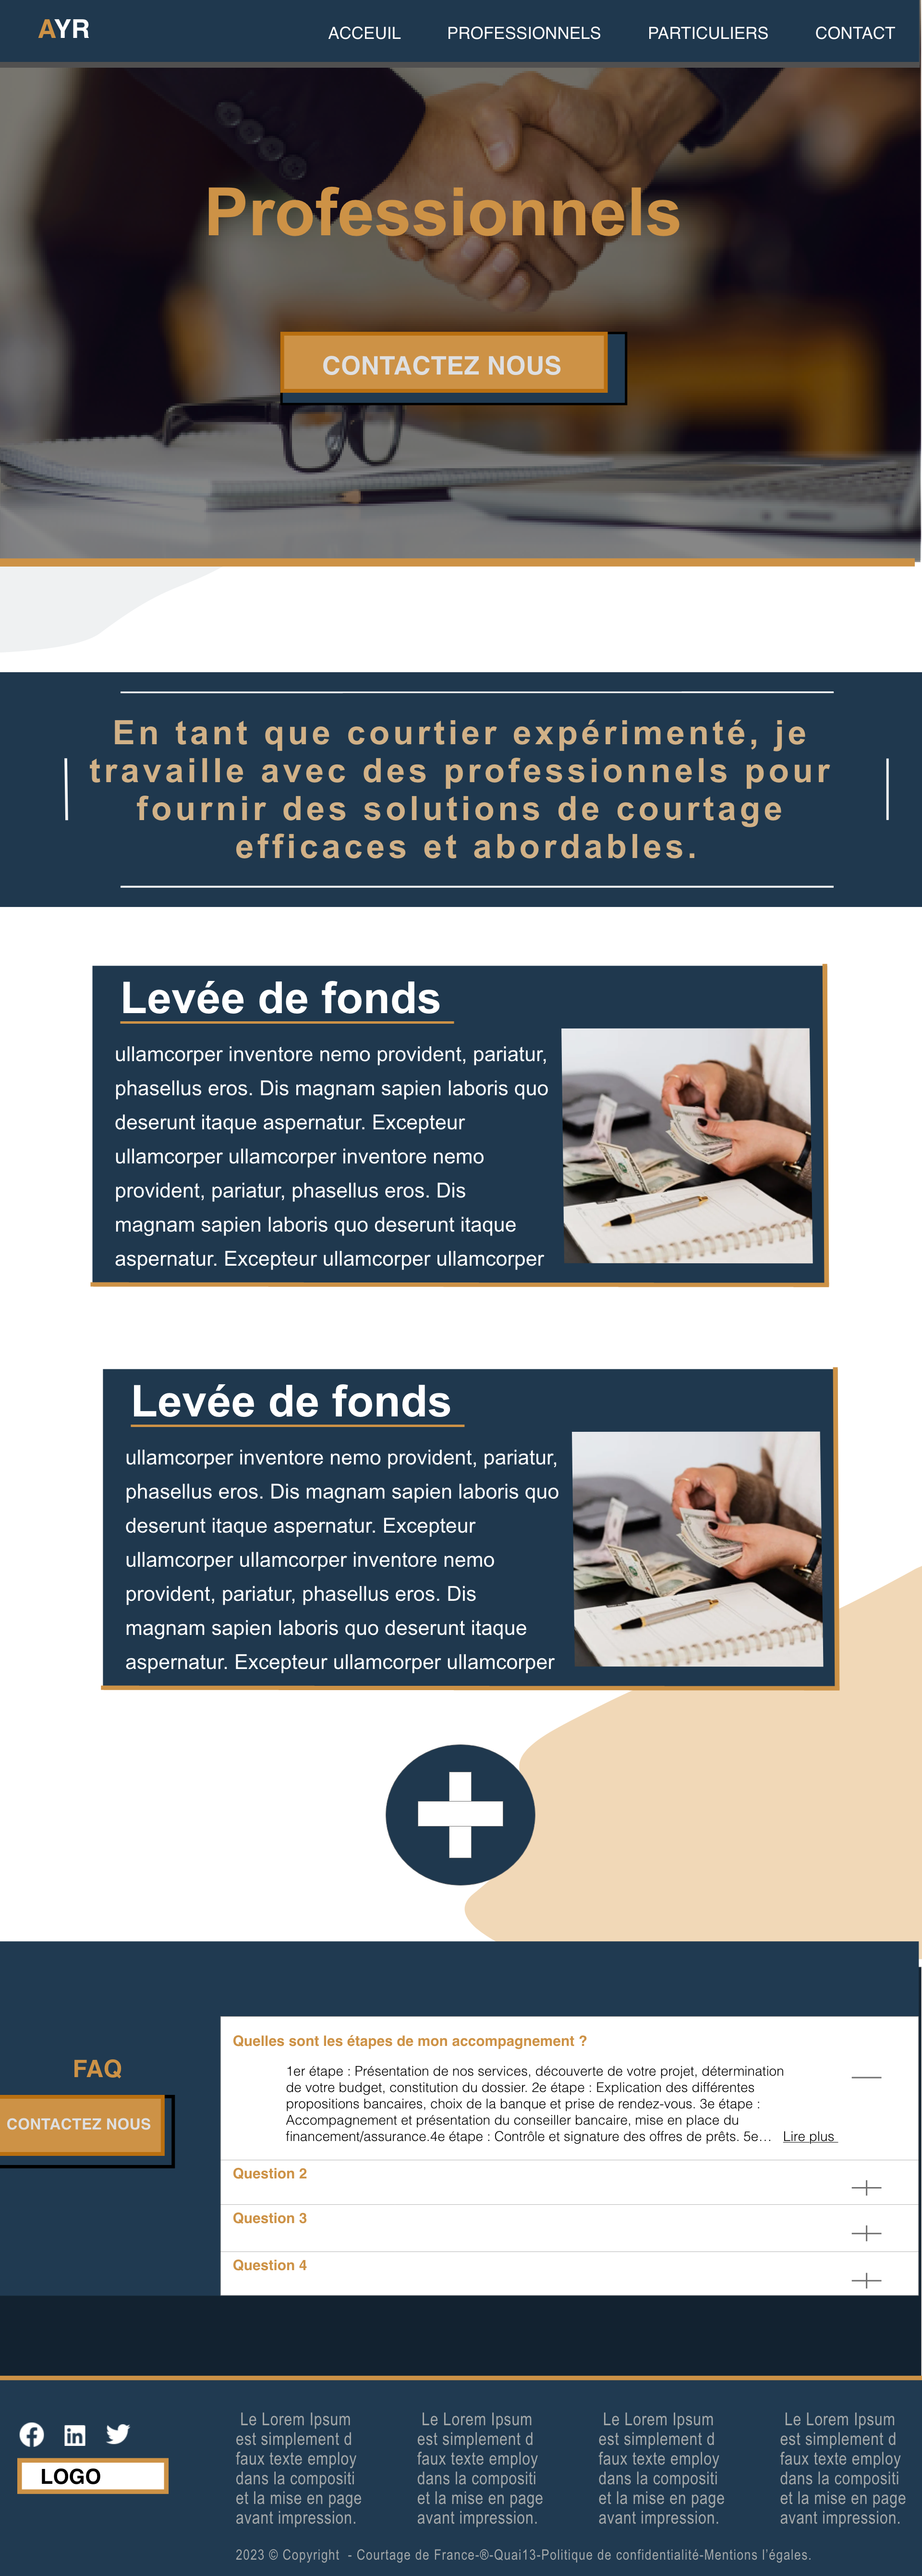 AYR
ACCEUIL PROFESSIONNELS PARTICULIERS CONTACT
Professionnels
CONTACTEZ NOUS
En tant que courtier expérimenté, je
travaille avec des professionnels pour
fournir des solutions de courtage
efficaces et abordables.
Levée de fonds
ullamcorper inventore nemo provident, pariatur,
phasellus eros. Dis magnam sapien laboris quo
deserunt itaque aspernatur. Excepteur
ullamcorper ullamcorper inventore nemo
provident, pariatur, phasellus eros. Dis
magnam sapien laboris quo deserunt itaque
aspernatur. Excepteur ullamcorper ullamcorper
Levée de fonds
ullamcorper inventore nemo provident, pariatur,
phasellus eros. Dis magnam sapien laboris quo
deserunt itaque aspernatur. Excepteur
ullamcorper ullamcorper inventore nemo
provident, pariatur, phasellus eros. Dis
magnam sapien laboris quo deserunt itaque
aspernatur. Excepteur ullamcorper ullamcorper
FAQ
CONTACTEZ NOUS
Quelles sont les étapes de mon accompagnement ?
1er étape : Présentation de nos services, découverte de votre projet, détermination
de votre budget, constitution du dossier. 2e étape : Explication des différentes
propositions bancaires, choix de la banque et prise de rendez-vous. 3e étape :
Accompagnement et présentation du conseiller bancaire, mise en place du
financement/assurance.4e étape : Contrôle et signature des offres de prêts. 5e… Lire plus
Question 2
Question 3
Question 4
LOGO
Le Lorem Ipsum
est simplement d
faux texte employ
dans la compositi
et la mise en page
avant impression.
Le Lorem Ipsum
est simplement d
faux texte employ
dans la compositi
et la mise en page
avant impression.
Le Lorem Ipsum
est simplement d
faux texte employ
dans la compositi
et la mise en page
avant impression.
Le Lorem Ipsum
est simplement d
faux texte employ
dans la compositi
et la mise en page
avant impression.
2023 © Copyright - Courtage de France-®-Quai13-Politique de confidentialité-Mentions l'égales.